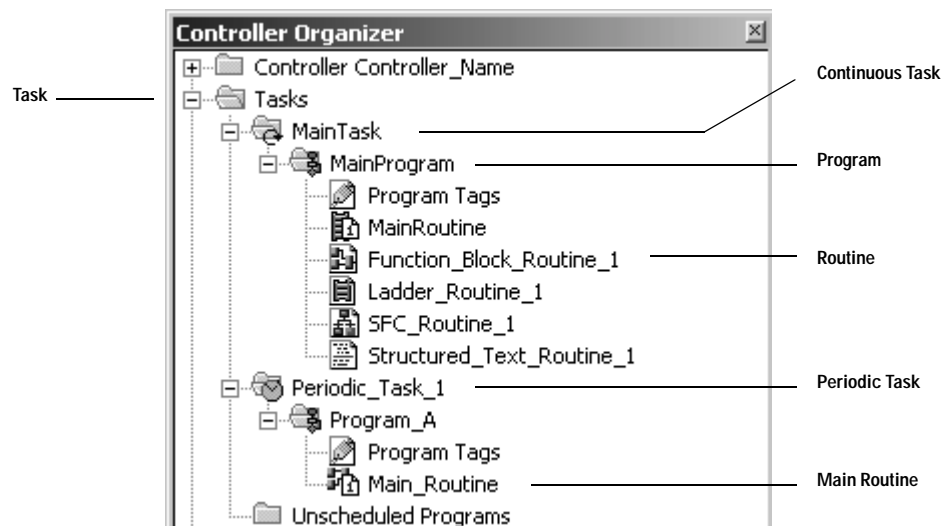 Controller Organizer
Controller Controller_Name
Continuous Task
Task
Tasks
MainTask
MainProgram
Program
Program Tags
MainRoutine
Function_Block_Routine_1
Routine
Ladder_Routine_1
SFC_Routine_1
Structured_Text_Routine_1
Periodic_Task_1
Periodic Task
Program_A
Program Tags
Main_Routine
Main Routine
Unscheduled Programs